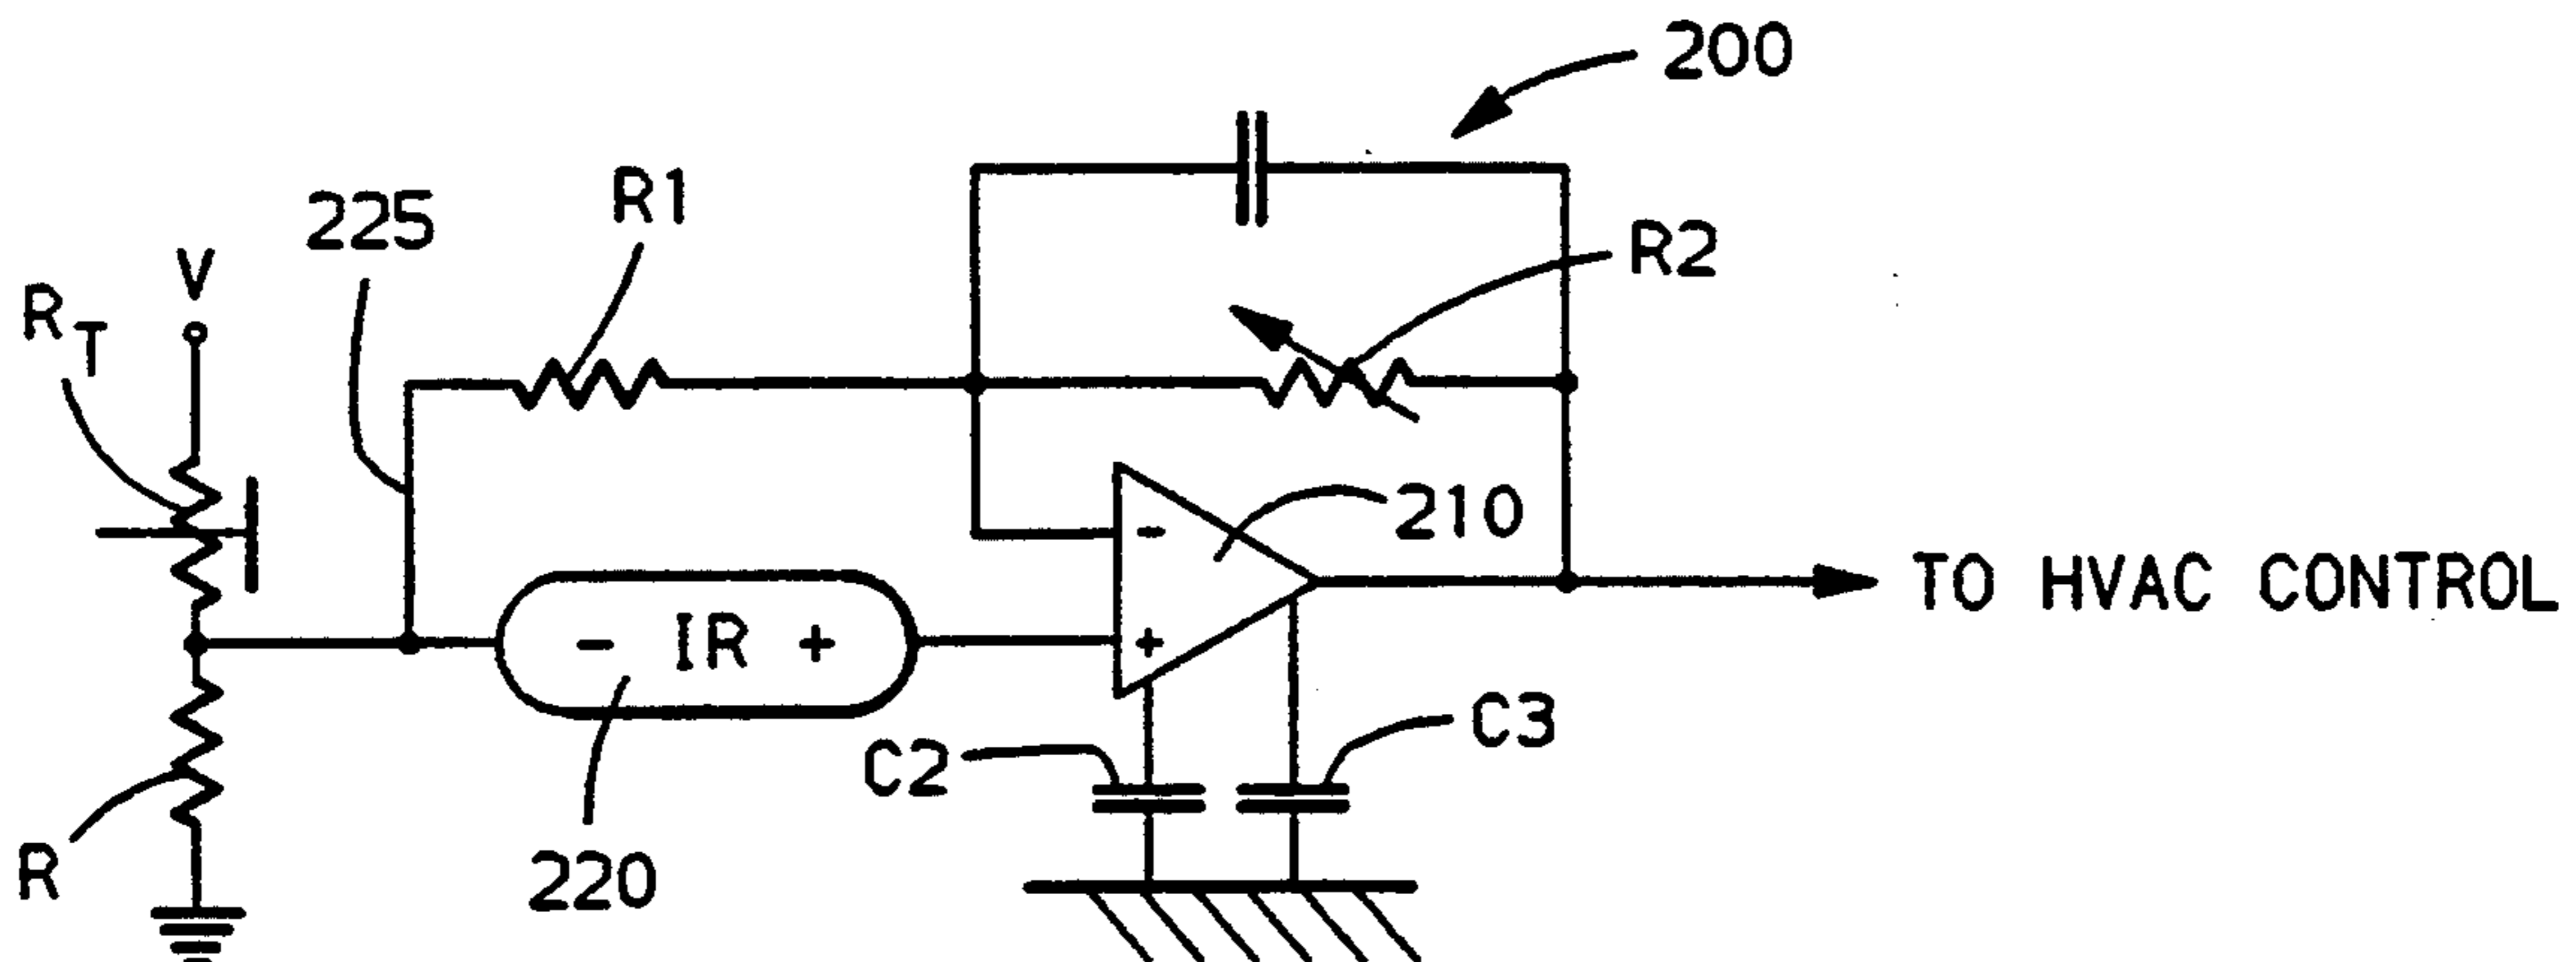 200
R1
225
R2
V
RT
210
- IR +
-
+
TO HVAC CONTROL
C2
C3
R
220